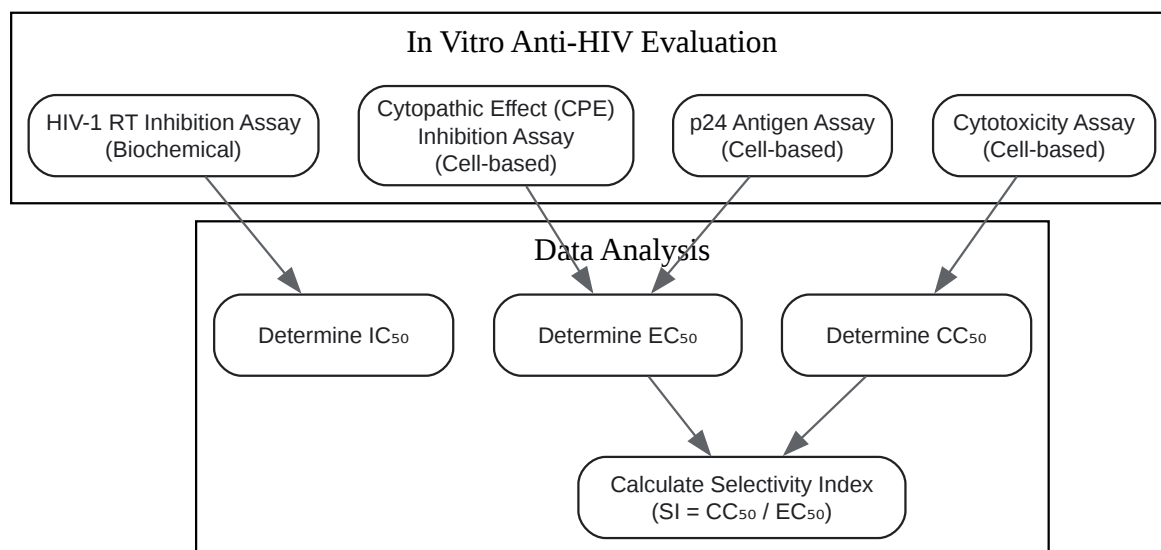 In Vitro Anti-HIV Evaluation
HIV-1 RT Inhibition Assay
(Biochemical)
Cytopathic Effect (CPE)
Inhibition Assay
(Cell-based)
p24 Antigen Assay
(Cell-based)
Cytotoxicity Assay
(Cell-based)
Data Analysis
Determine IC₅₀
Determine EC₅₀
Determine CC₅₀
Calculate Selectivity Index
(SI = CC₅₀ / EC₅₀)